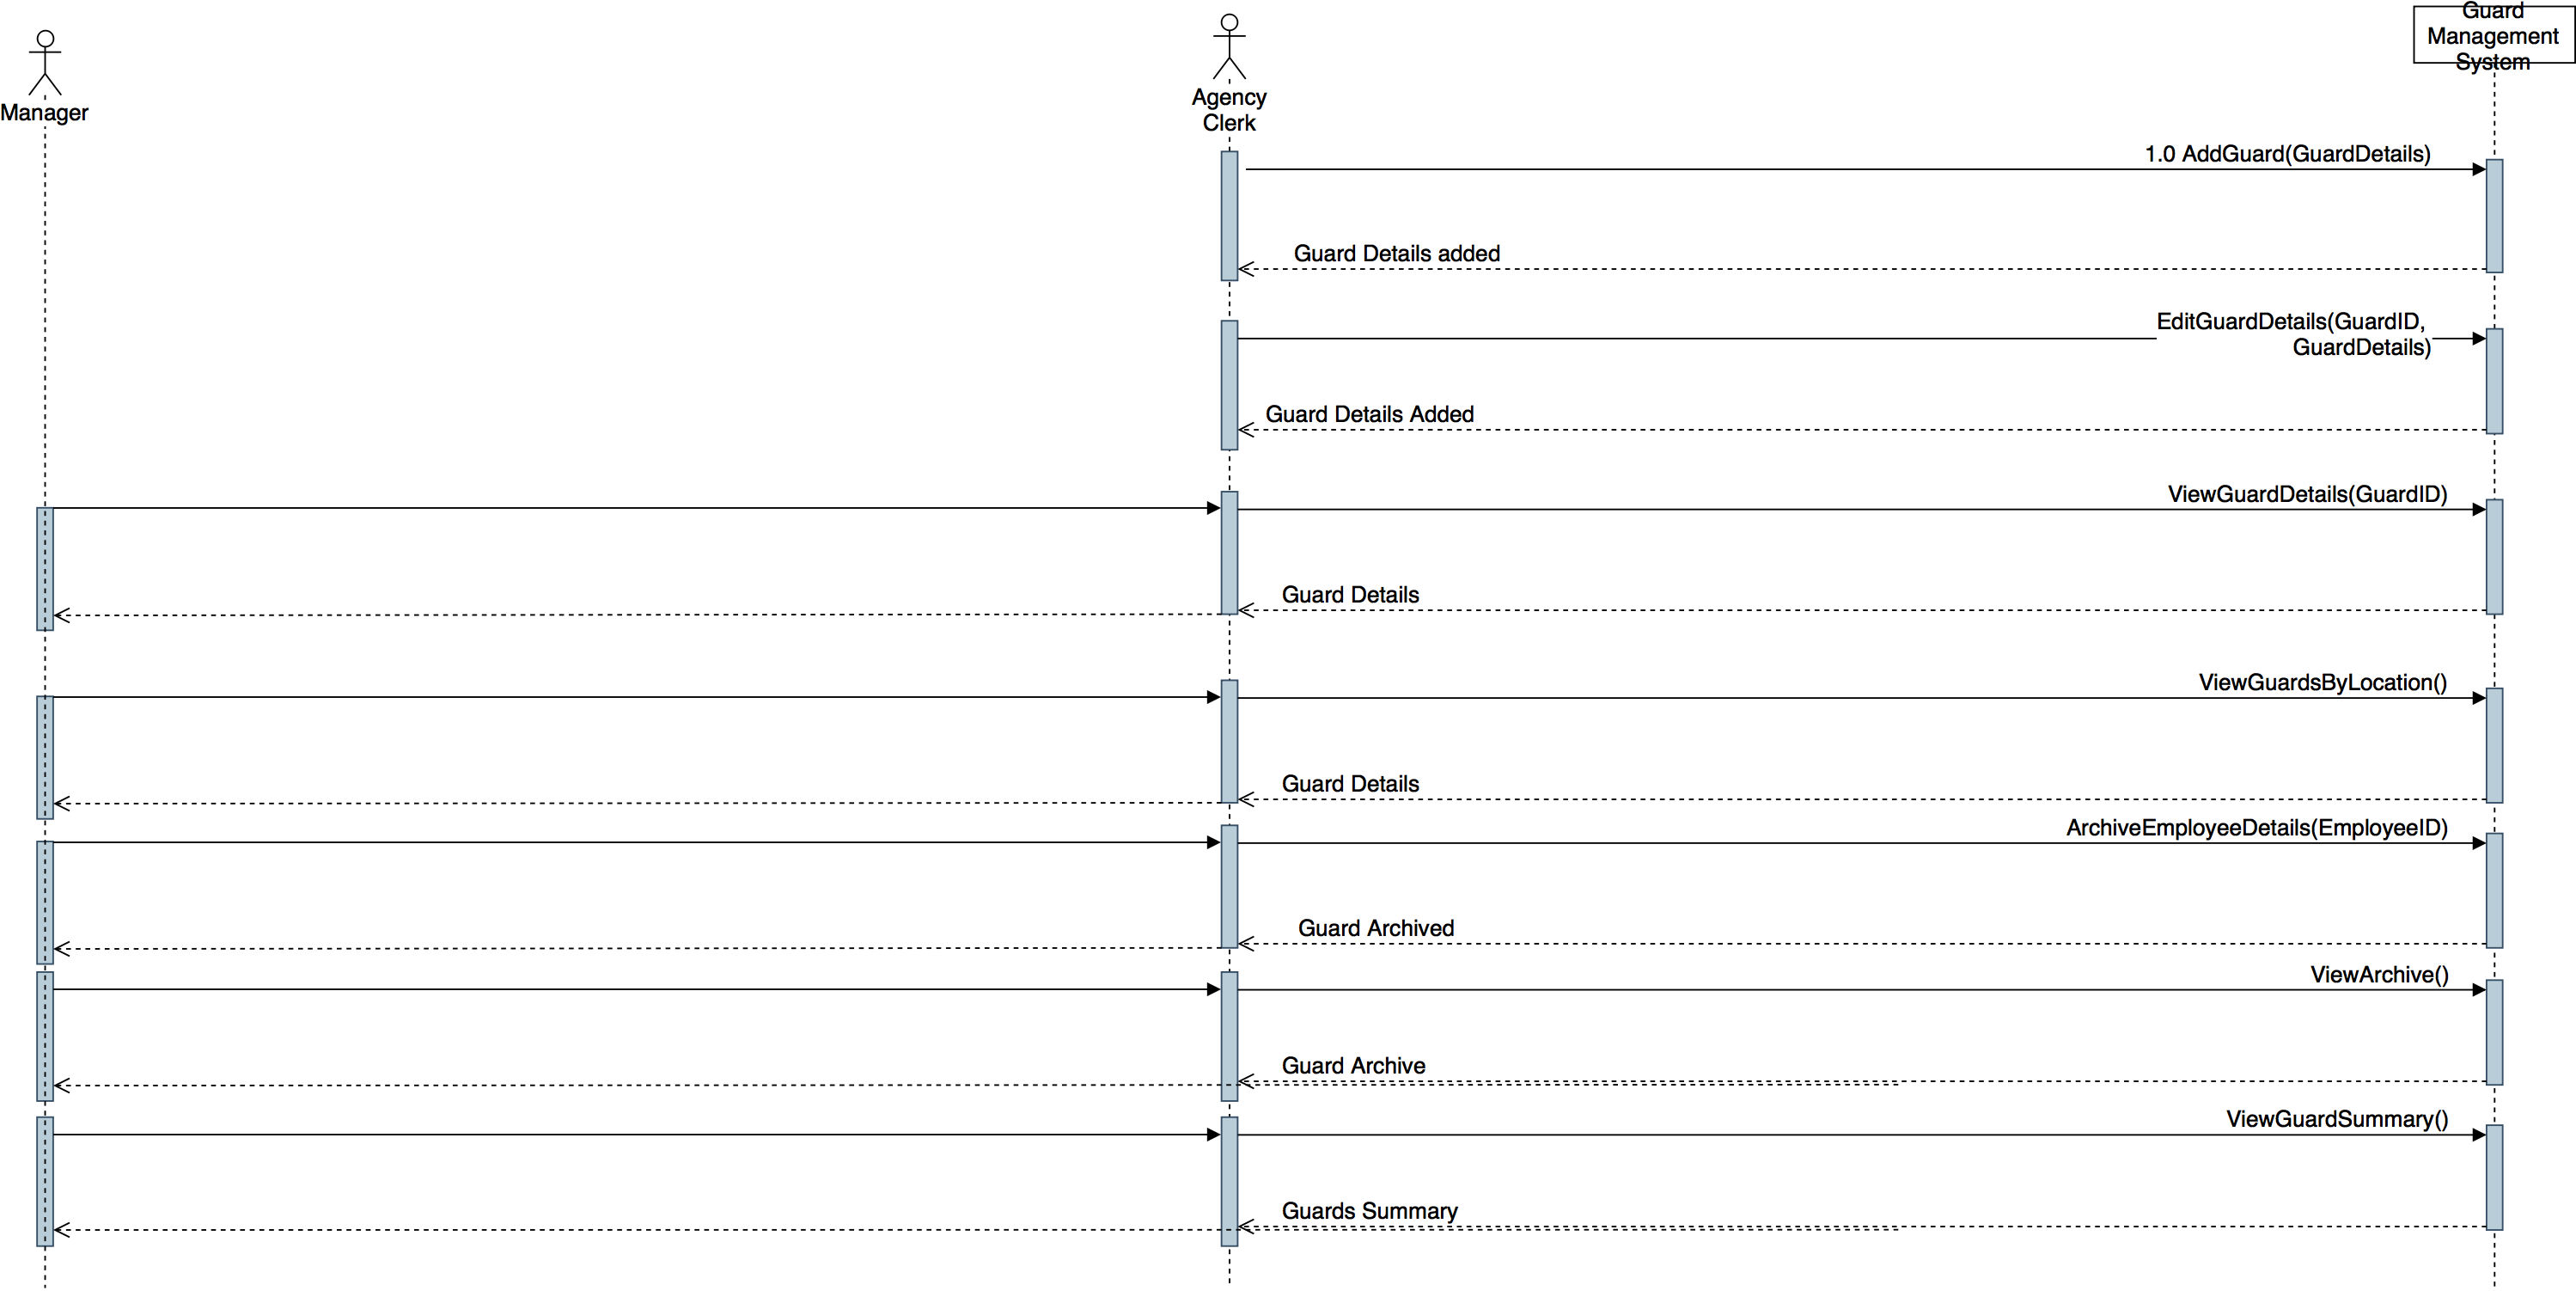 Guard
Management
System
Manager
Agency
Clerk
1.0 AddGuard(GuardDetails)
Guard Details added
EditGuardDetails(GuardID,
GuardDetails)
Guard Details Added
ViewGuardDetails(GuardID)
Guard Details
ViewGuardsByLocation()
Guard Details
ArchiveEmployeeDetails(EmployeeID)
Guard Archived
ViewArchive()
Guard Archive
ViewGuardSummary()
Guards Summary